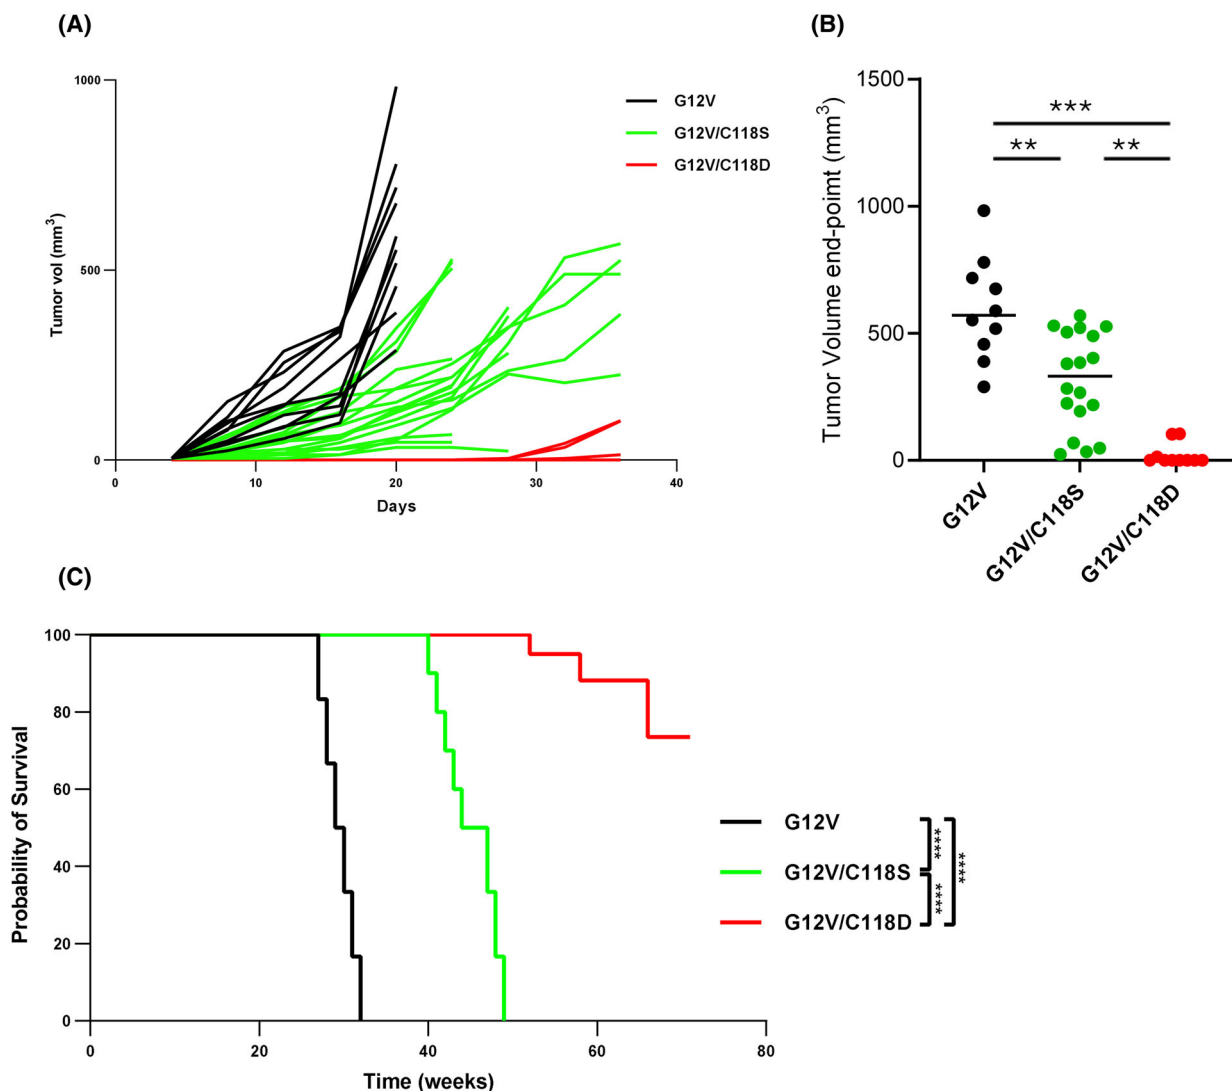 (A)
(B)
1000
500
0
Tumor vol (mm³)
0 10 20 30 40
Days
G12V
G12V/C118S
G12V/C118D
1500
1000
500
0
Tumor Volume end-poimt (mm³)
***
** **
G12V
G12V/C118S
G12V/C118D
(C)
100
80
60
40
20
0
Probability of Survival
0 20 40 60 80
Time (weeks)
G12V
G12V/C118S
G12V/C118D
****
****
****